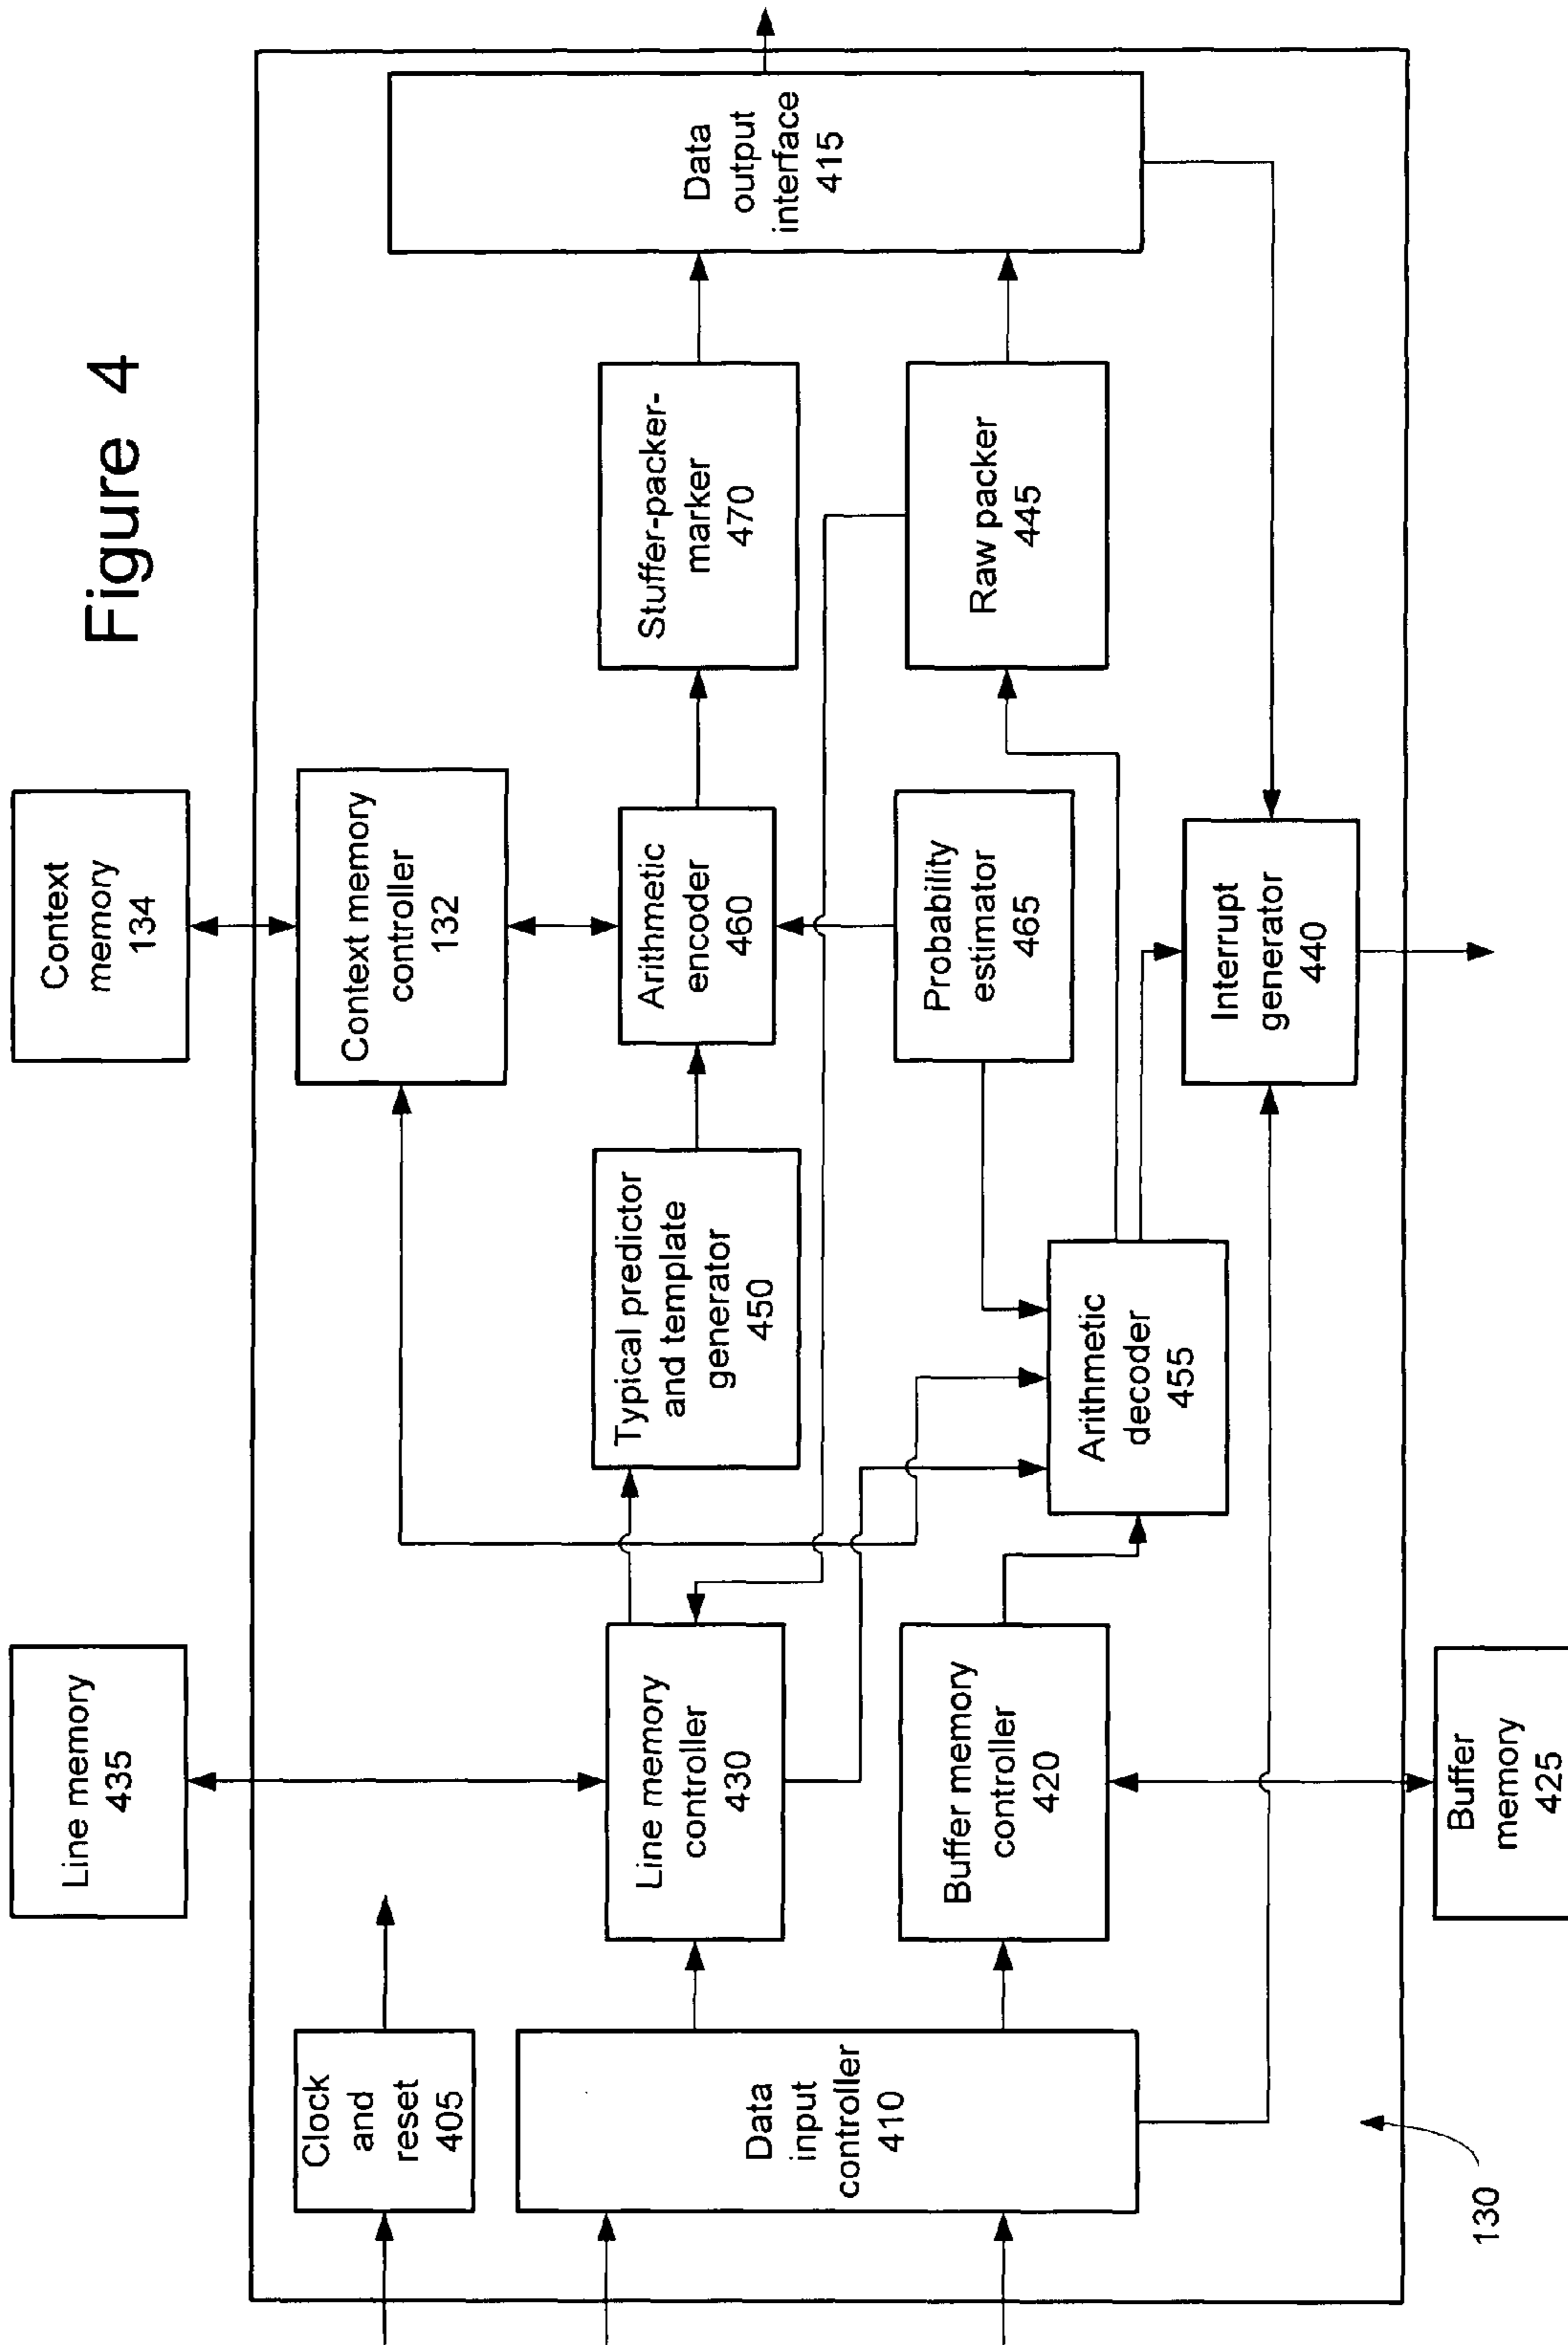 Figure 4
Line memory
435
Context
memory
134
Clock
and
reset
405
Context memory
controller
132
Data
input
controller
410
Line memory
controller
430
Typical predictor
and template
generator
450
Arithmetic
encoder
460
Stuffer-packer-
marker
470
Data
output
interface
415
Buffer memory
controller
420
Arithmetic
decoder
455
Probability
estimator
465
Raw packer
445
Interrupt
generator
440
130
Buffer
memory
425